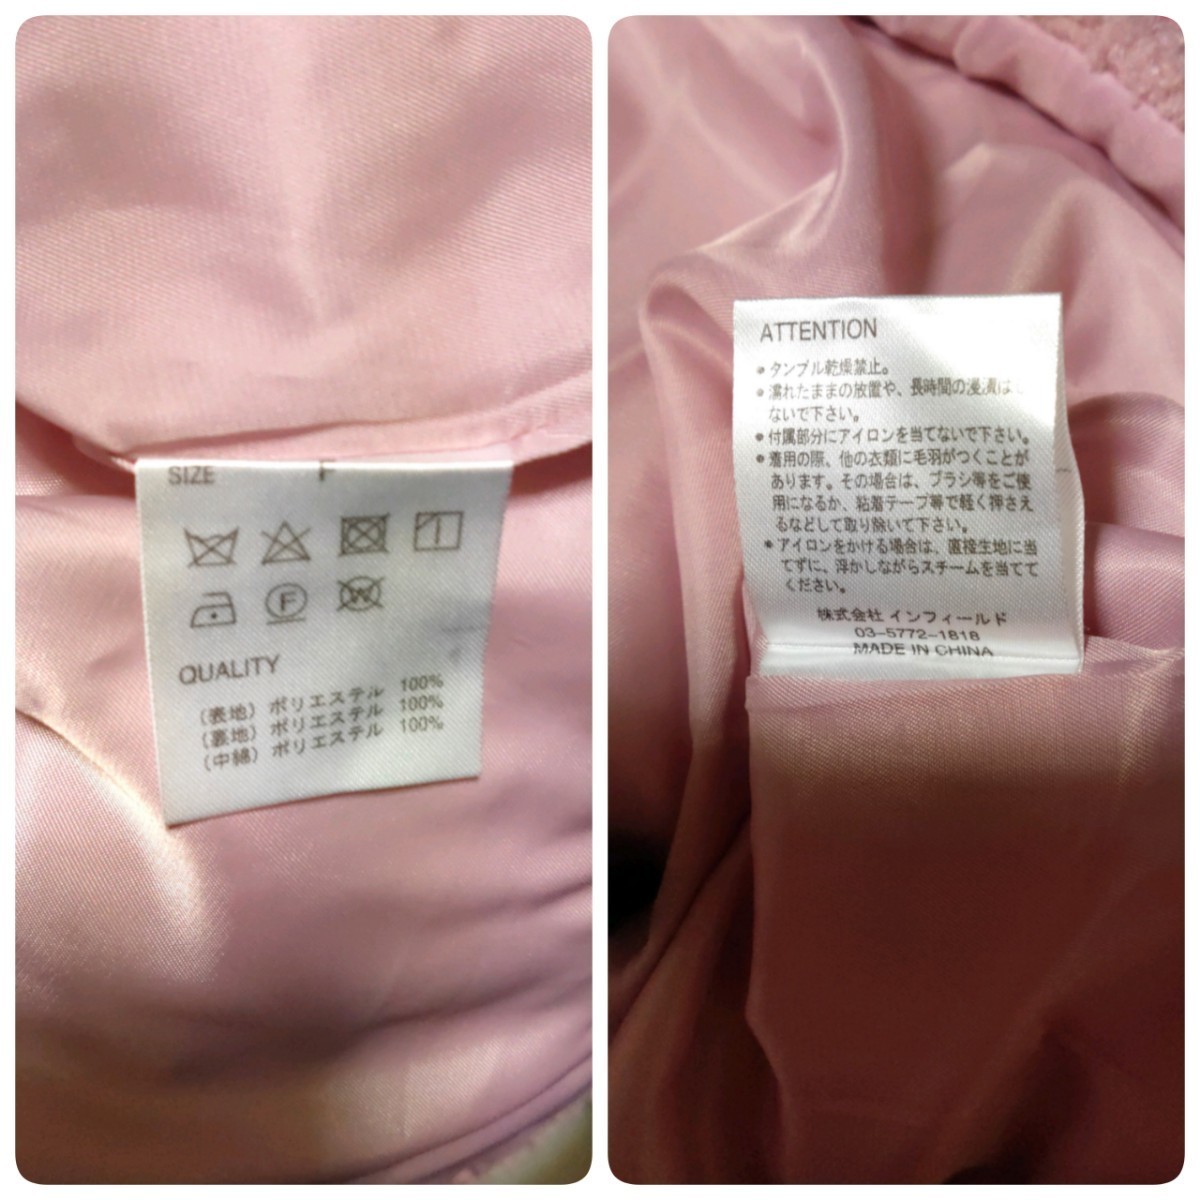 SIZE F
F W
QUALITY
(表地) ポリエステル 100%
(裏地) ポリエステル 100%
(中綿) ポリエステル 100%
ATTENTION
• タンブル乾燥禁止。
• 濡れたままの放置や、長時間の浸漬は
ないで下さい。
• 付属部分にアイロンを当てないで下さい。
• 着用の際、他の衣類に毛羽がつくことが
あります。その場合は、ブラシ等をご使
用になるか、粘着テープ等で軽く押さえ
るなどして取り除いて下さい。
• アイロンをかける場合は、直接生地に当
てずに、浮かしながらスチームを当てて
ください。
株式会社 インフィールド
03-5772-1818
MADE IN CHINA